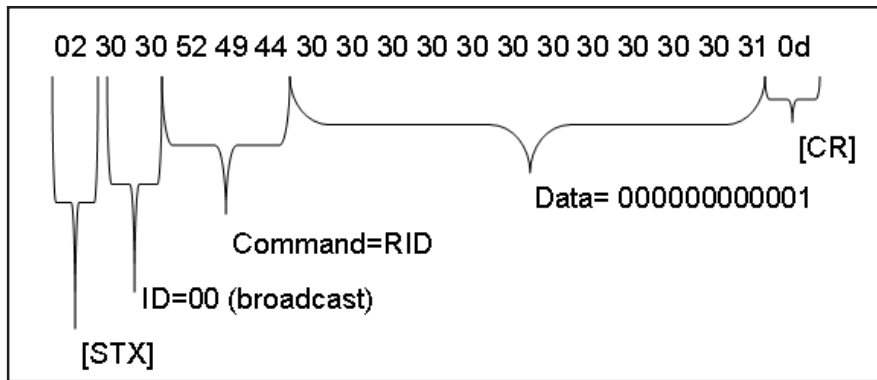 02 30 30 52 49 44 30 30 30 30 30 30 30 30 30 30 30 31 0d
[CR]
Data= 000000000001
Command=RID
ID=00 (broadcast)
[STX]